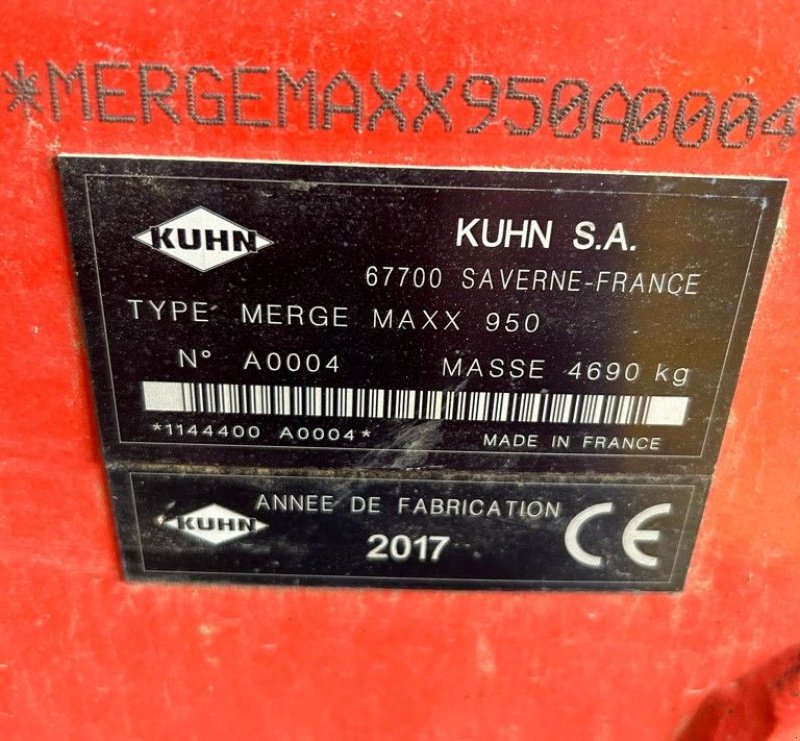 *MERGEMAXX950A0004
KUHN
KUHN S.A.
67700 SAVERNE-FRANCE
TYPE MERGE MAXX 950
N° A0004 MASSE 4690 kg
*1144400 A0004*
MADE IN FRANCE
KUHN
ANNEE DE FABRICATION
2017
CE